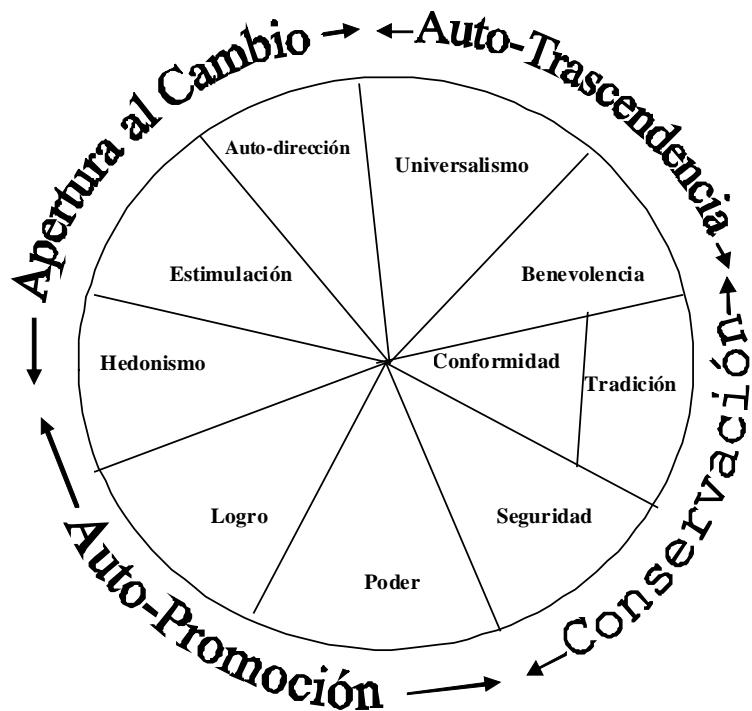 Apertura al Cambio
Auto-Trascendencia
Auto-dirección
Universalismo
Estimulación
Benevolencia
Hedonismo
Conformidad
Tradición
Logro
Seguridad
Poder
Auto-Promoción
Conservación